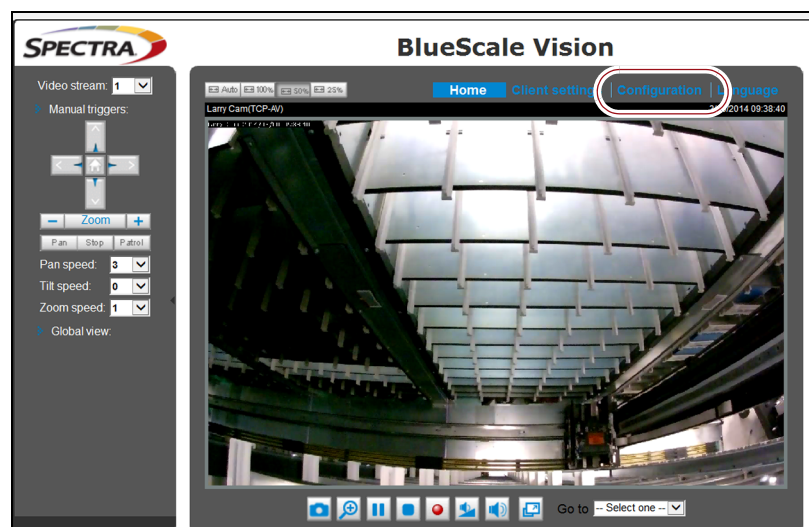 SPECTRA
BlueScale Vision
Video stream: 1
Manual triggers:
Zoom
Pan Stop Patrol
Pan speed: 3
Tilt speed: 0
Zoom speed: 1
Global view:
Auto 100% 50% 25%
Home Client settings Configuration Language
Larry Cam(TCP-AV)
2014 09:38:40
Go to -- Select one --